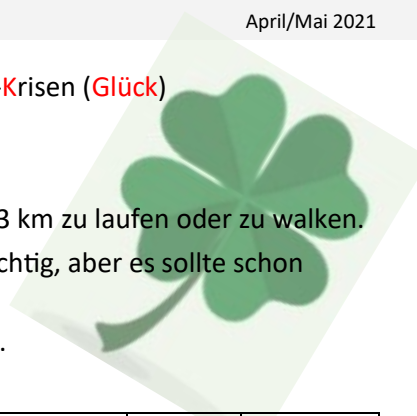 April/Mai 2021
-Krisen (Glück)
3 km zu laufen oder zu walken.
chtig, aber es sollte schon
.